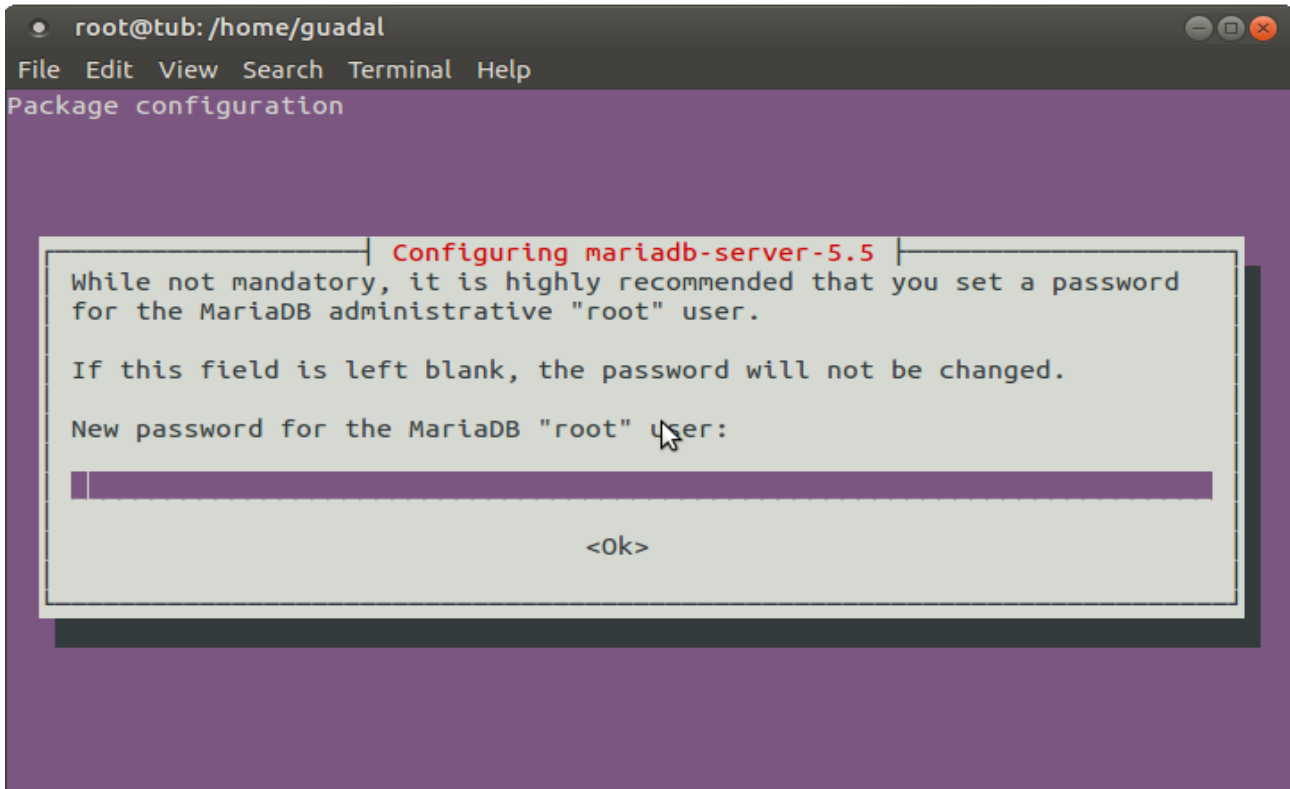 root@tub: /home/guadal
File Edit View Search Terminal Help
Package configuration
Configuring mariadb-server-5.5
While not mandatory, it is highly recommended that you set a password
for the MariaDB administrative "root" user.
If this field is left blank, the password will not be changed.
New password for the MariaDB "root" user:
<Ok>